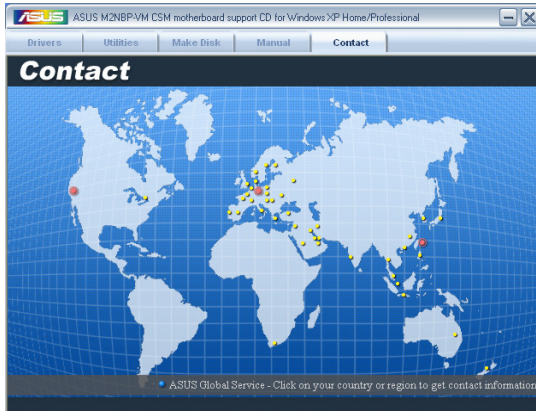 ASUS ASUS M2NBP-VM CSM motherboard support CD for Windows XP Home/Professional
Drivers Utilities Make Disk Manual Contact
Contact
ASUS Global Service - Click on your country or region to get contact information